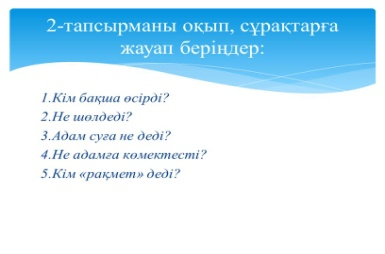 2-тапсырманы оқып, сұрақтарға
жауап беріңдер:
1.Кім бақша өсірді?
2.Не шөлдеді?
3.Адам суға не деді?
4.Не адамға көмектесті?
5.Кім «рақмет» деді?